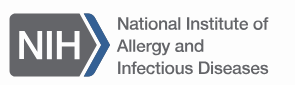 NIH
National Institute of
Allergy and
Infectious Diseases